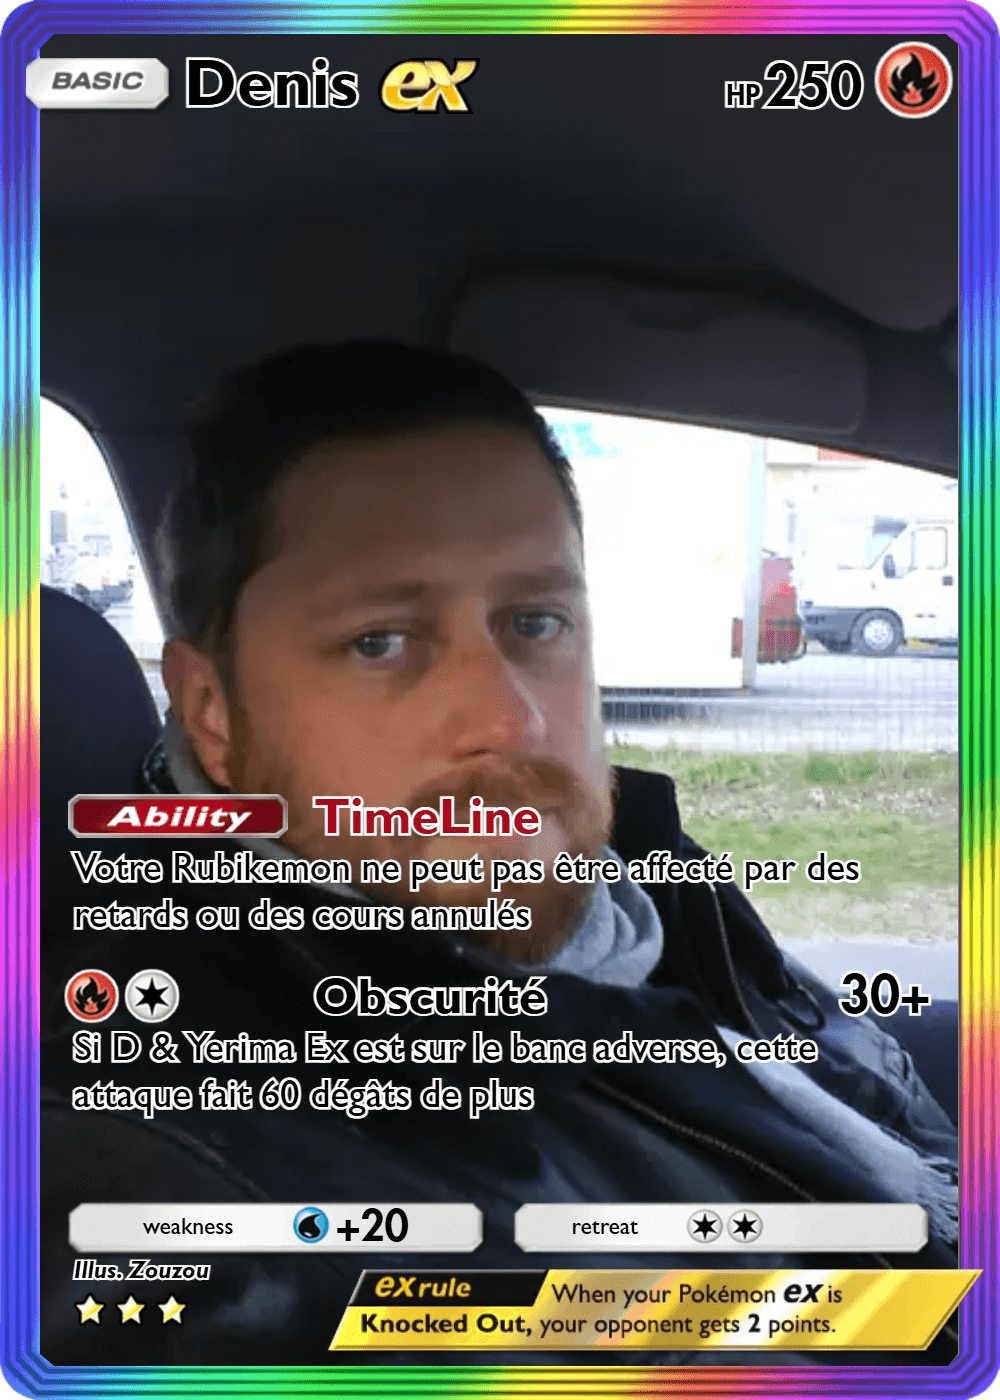 BASIC Denis ex HP250
Ability TimeLine
Votre Rubikemon ne peut pas être affecté par des
retards ou des cours annulés
Obscurité 30+
Si D & Yerima Ex est sur le banc adverse, cette
attaque fait 60 dégâts de plus
weakness +20 retreat
Illus. Zouzou
ex rule When your Pokémon ex is
Knocked Out, your opponent gets 2 points.